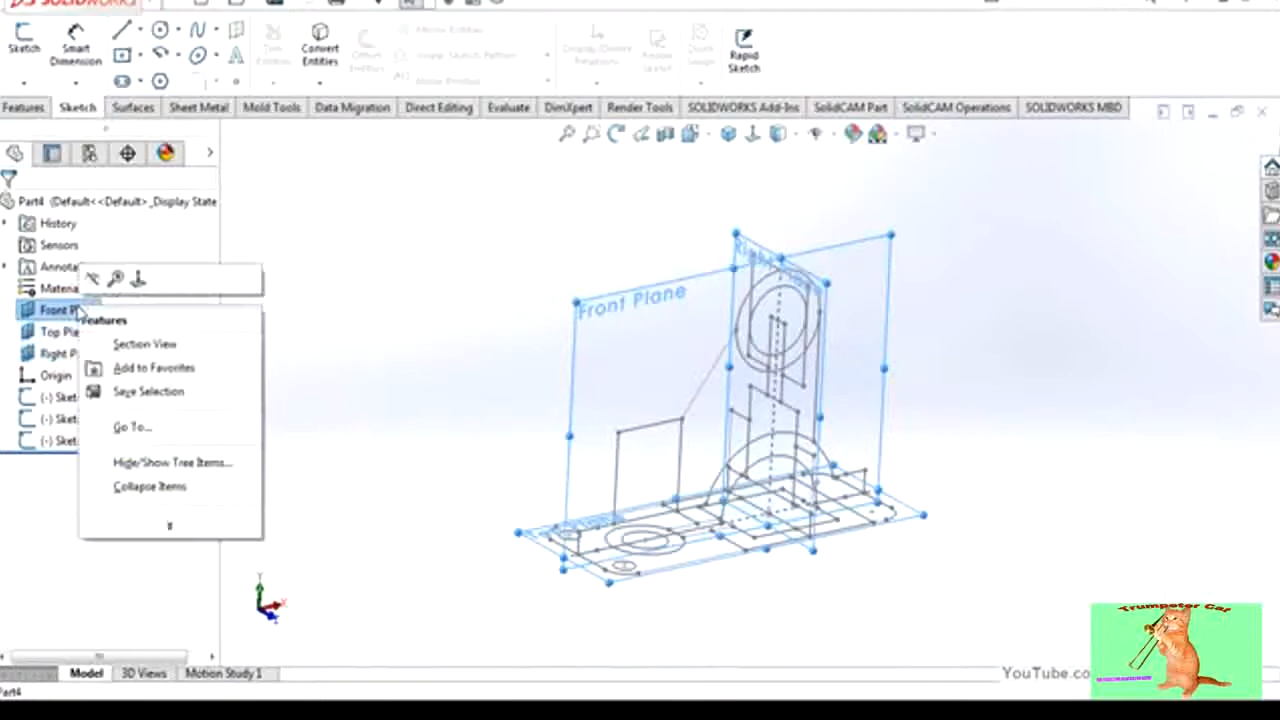 SOLIDWORKS
Sketch
Smart
Dimension
Convert
Entities
Rapid
Sketch
Features Sketch Surfaces Sheet Metal Mold Tools Data Migration Direct Editing Evaluate DimXpert Render Tools SOLIDWORKS Add-Ins SolidCAM Part SolidCAM Operations SOLIDWORKS MBD
Part4 (Default<<Default>_Display State
History
Sensors
Annota
Materia
Front P
Top Pla
Right P
Origin
(-) Sket
(-) Sket
(-) Sket
Features
Section View
Add to Favorites
Save Selection
Go To...
Hide/Show Tree Items...
Collapse Items
Front Plane
Y
X
Model 3D Views Motion Study 1
Part4
YouTube.co
Trumpeter Cat